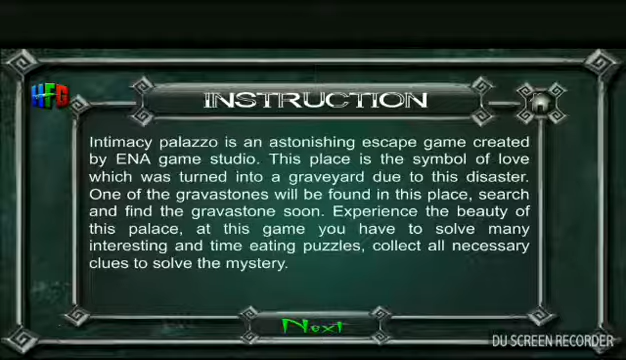 HFG
INSTRUCTION
Intimacy palazzo is an astonishing escape game created
by ENA game studio. This place is the symbol of love
which was turned into a graveyard due to this disaster.
One of the gravastones will be found in this place, search
and find the gravastone soon. Experience the beauty of
this palace, at this game you have to solve many
interesting and time eating puzzles, collect all necessary
clues to solve the mystery.
Next
DU SCREEN RECORDER